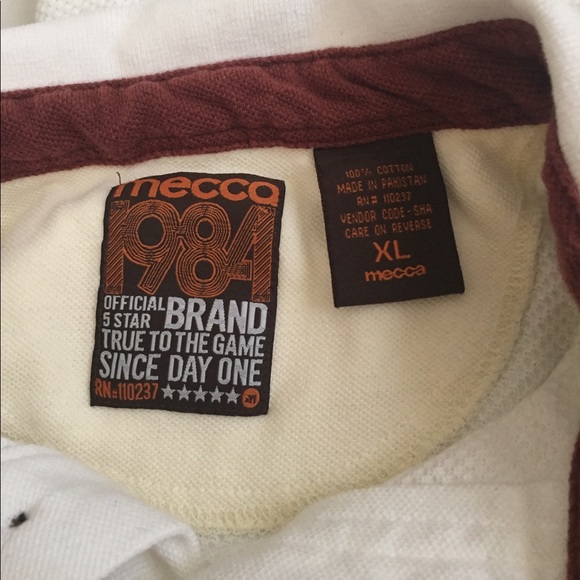 mecca
1984
OFFICIAL
5 STAR BRAND
TRUE TO THE GAME
SINCE DAY ONE
RN#110237 ★★★★★
100% COTTON
MADE IN PAKISTAN
RN# 110237
VENDOR CODE-SHA
CARE ON REVERSE
XL
mecca